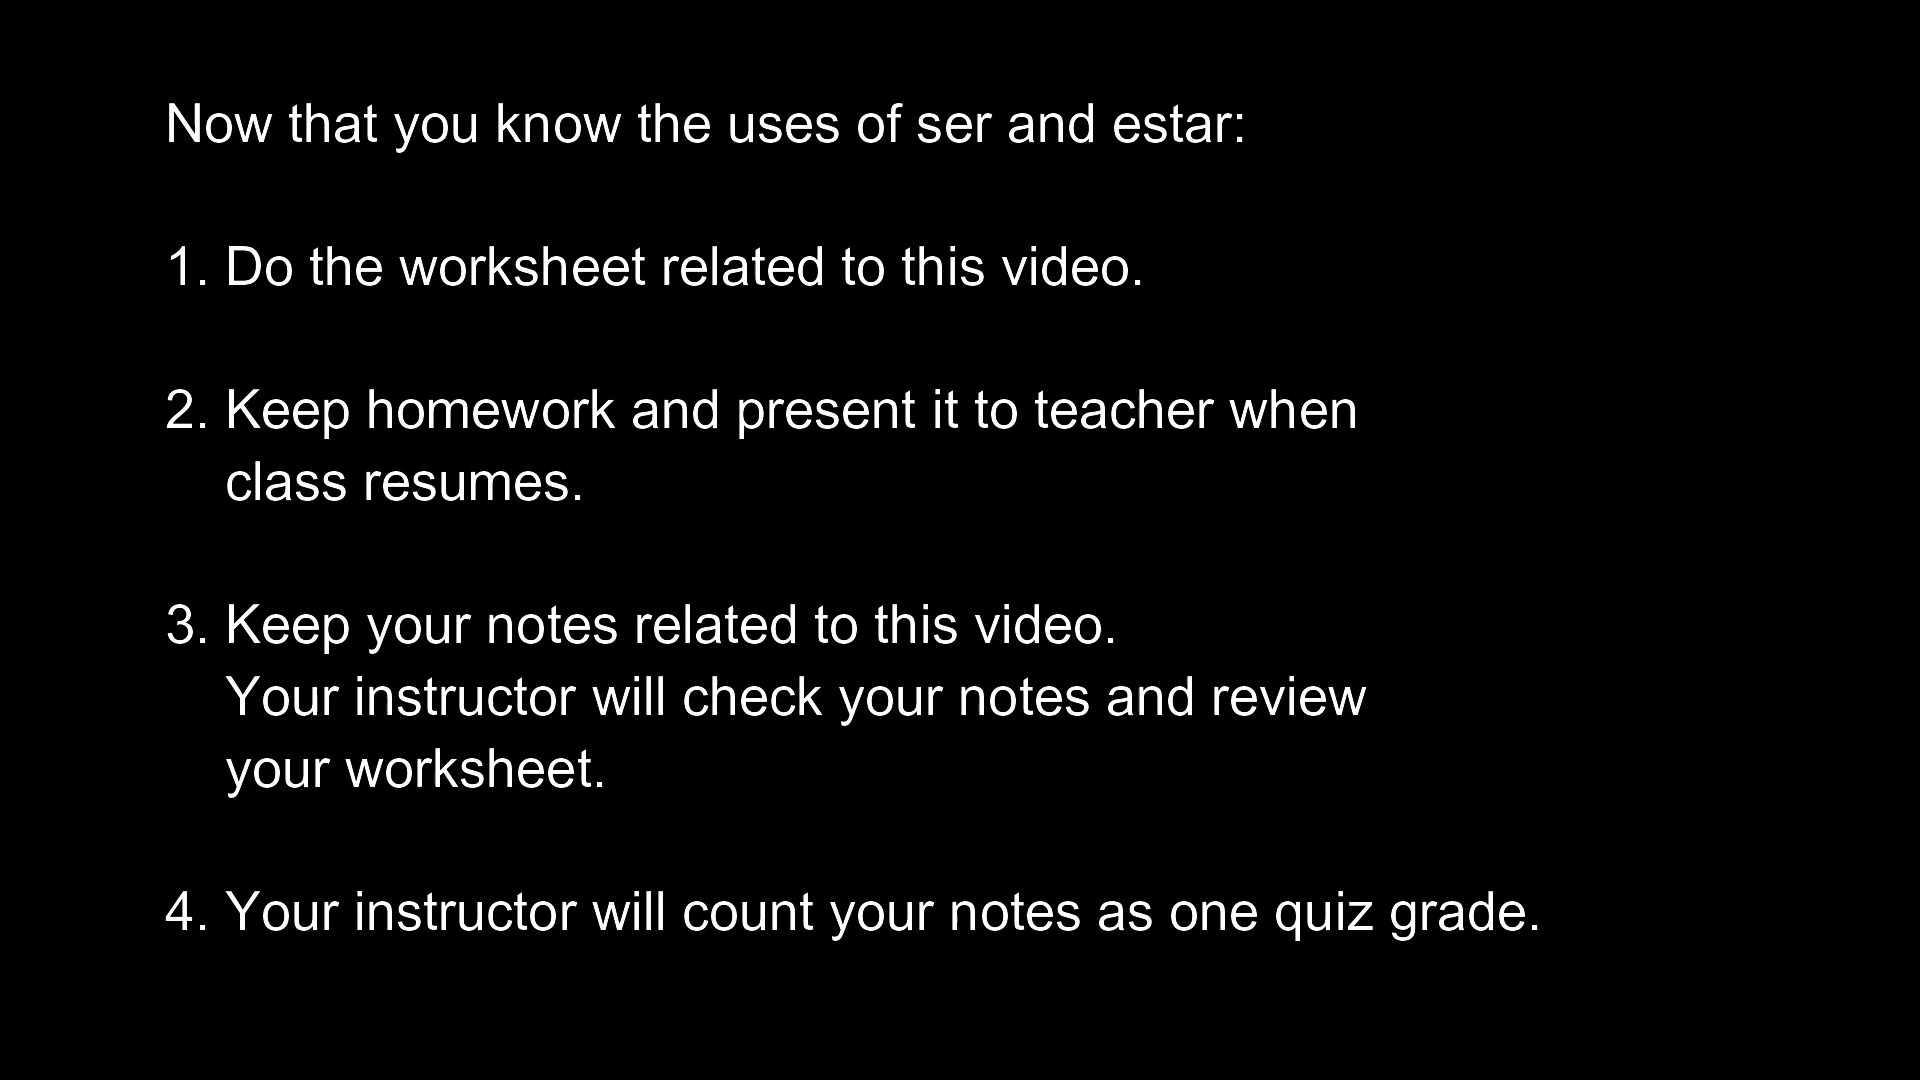 Now that you know the uses of ser and estar:
1. Do the worksheet related to this video.
2. Keep homework and present it to teacher when
class resumes.
3. Keep your notes related to this video.
Your instructor will check your notes and review
your worksheet.
4. Your instructor will count your notes as one quiz grade.